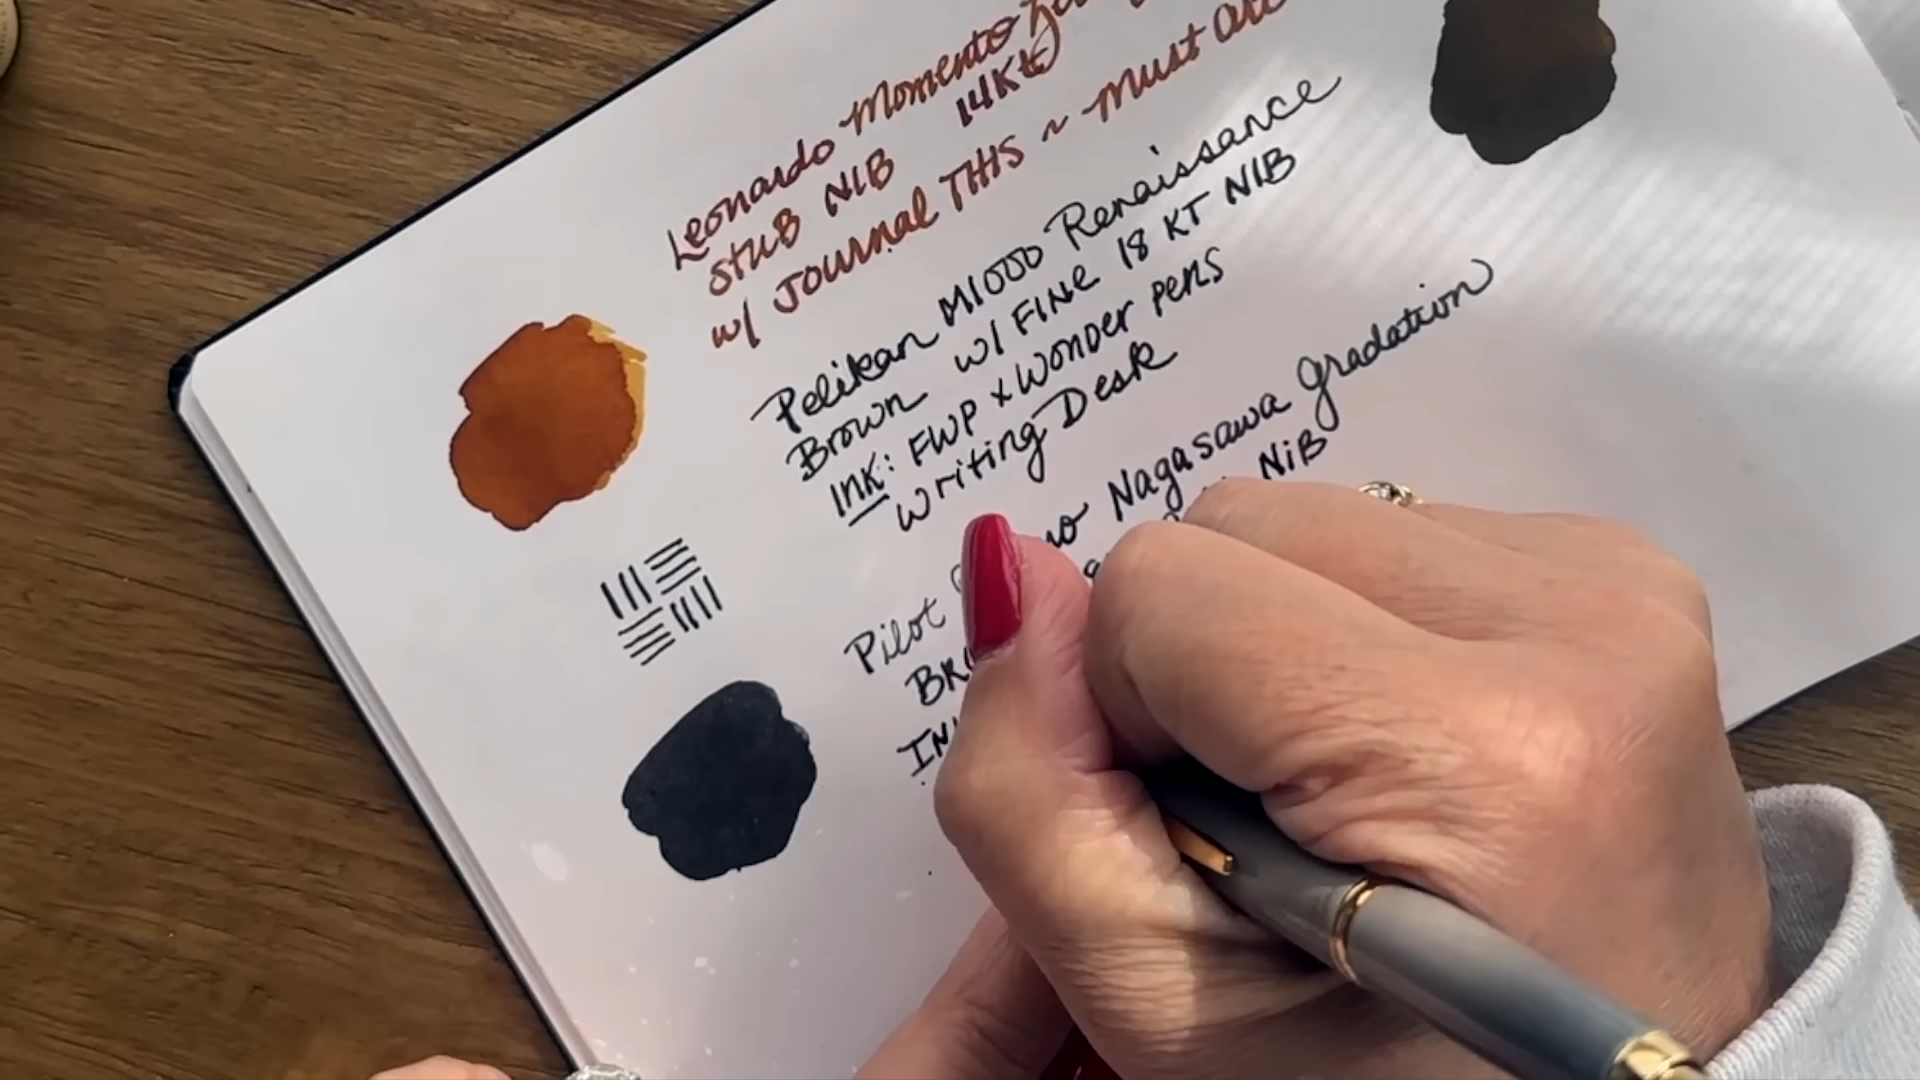 Leonardo Momento
STUB NIB 14Kt
w/ JOURNAL THIS ~ Must
Pelikan M1000 Renaissance
Brown w/ FINE 18 KT NIB
INK: FWP x WONDER Pens
Writing Desk
Pilot Nagasawa Gradation
NiB